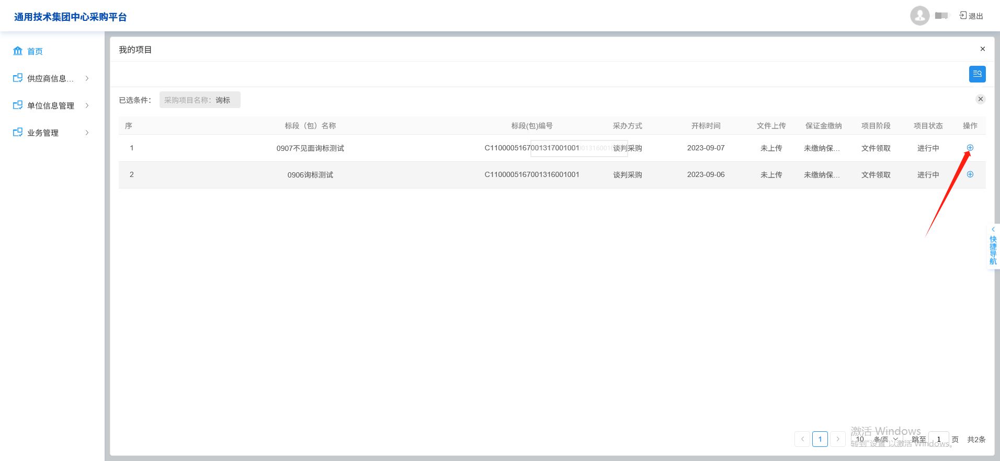 通用技术集团中心采购平台
退出
首页
供应商信息...
单位信息管理
业务管理
我的项目
已选条件：
采购项目名称：询标
序 标段（包）名称 标段(包)编号 采办方式 开标时间 文件上传 保证金缴纳 项目阶段 项目状态 操作
1 0907不见面询标测试 C1100005167001317001001 谈判采购 2023-09-07 未上传 未缴纳保... 文件领取 进行中
2 0906询标测试 C1100005167001316001001 谈判采购 2023-09-06 未上传 未缴纳保... 文件领取 进行中
快捷导航
激活 Windows
1 10 条/页 跳至 1 页 共2条
转到"设置"以激活 Windows。